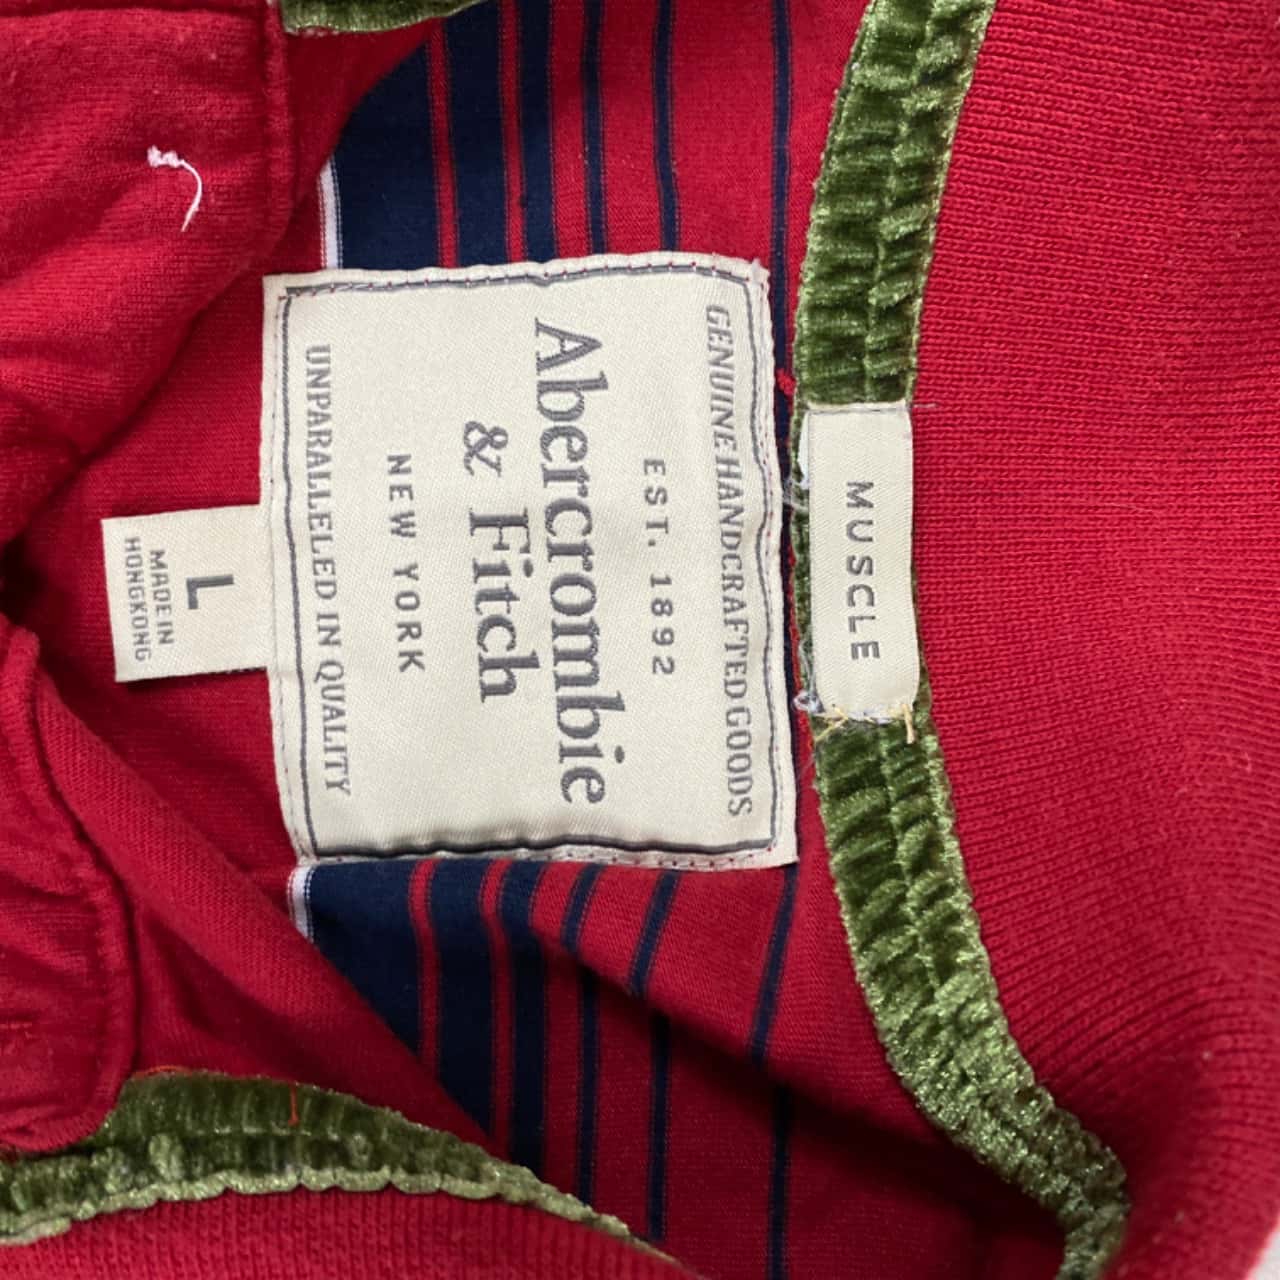 MUSCLE
GENUINE HANDCRAFTED GOODS
EST. 1892
Abercrombie
& Fitch
NEW YORK
UNPARALLELED IN QUALITY
L
MADE IN
HONGKONG